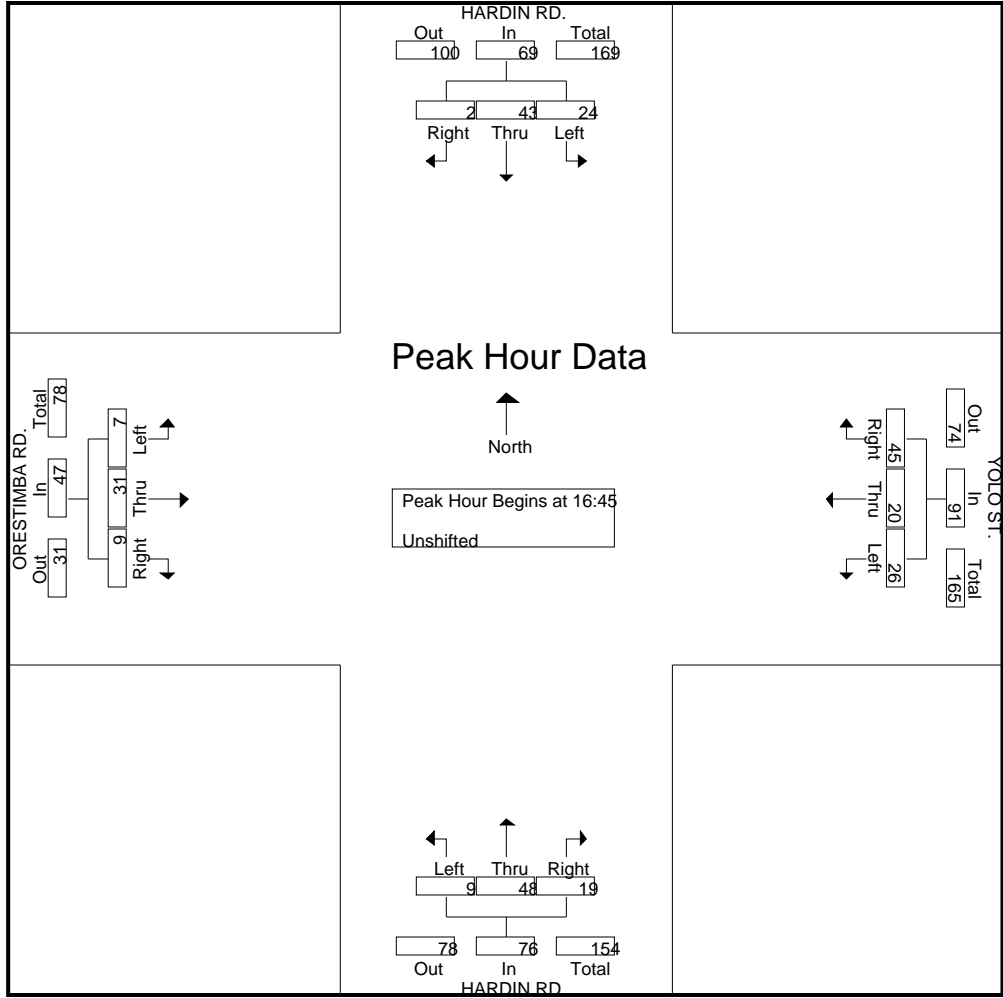 HARDIN RD.
Out In Total
100 69 169
2 43 24
Right Thru Left
Peak Hour Data
North
Peak Hour Begins at 16:45
Unshifted
ORESTIMBA RD.
Out In Total
31 47 78
9 31 7
Right Thru Left
YOLO ST.
Out In Total
74 91 165
45 20 26
Right Thru Left
Left Thru Right
9 48 19
78 76 154
Out In Total
HARDIN RD